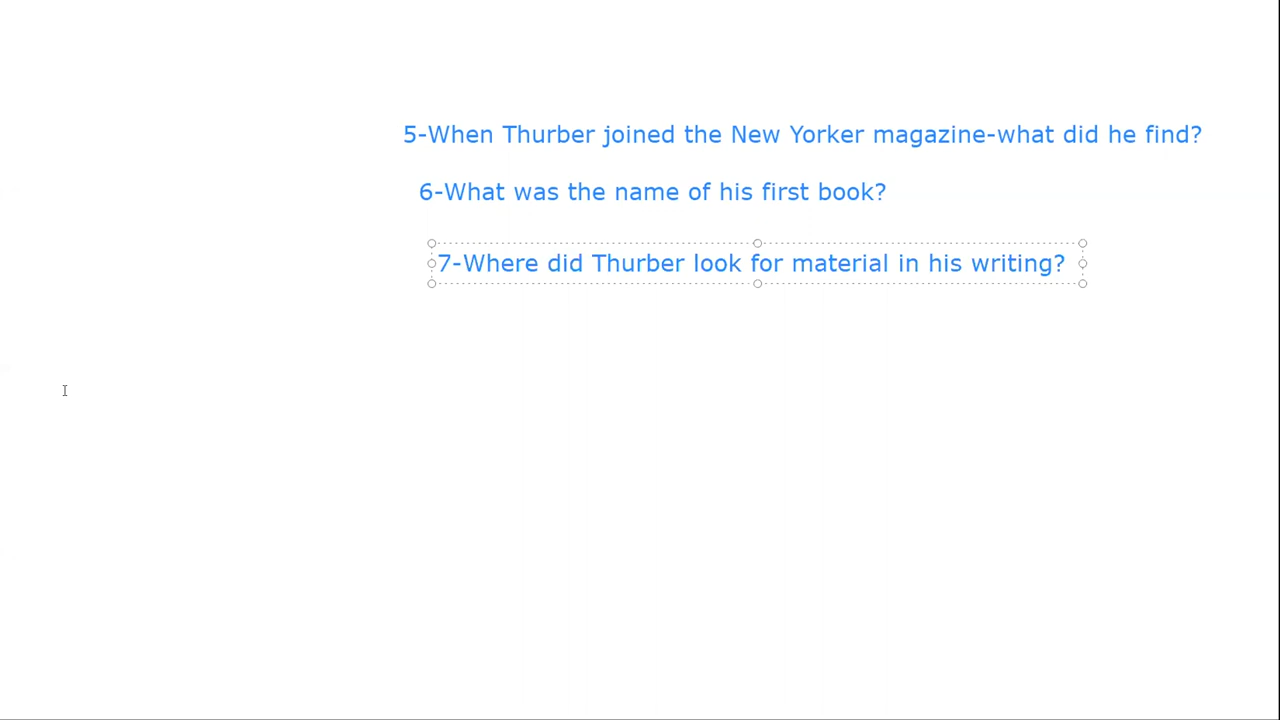 5-When Thurber joined the New Yorker magazine-what did he find?
6-What was the name of his first book?
7-Where did Thurber look for material in his writing?